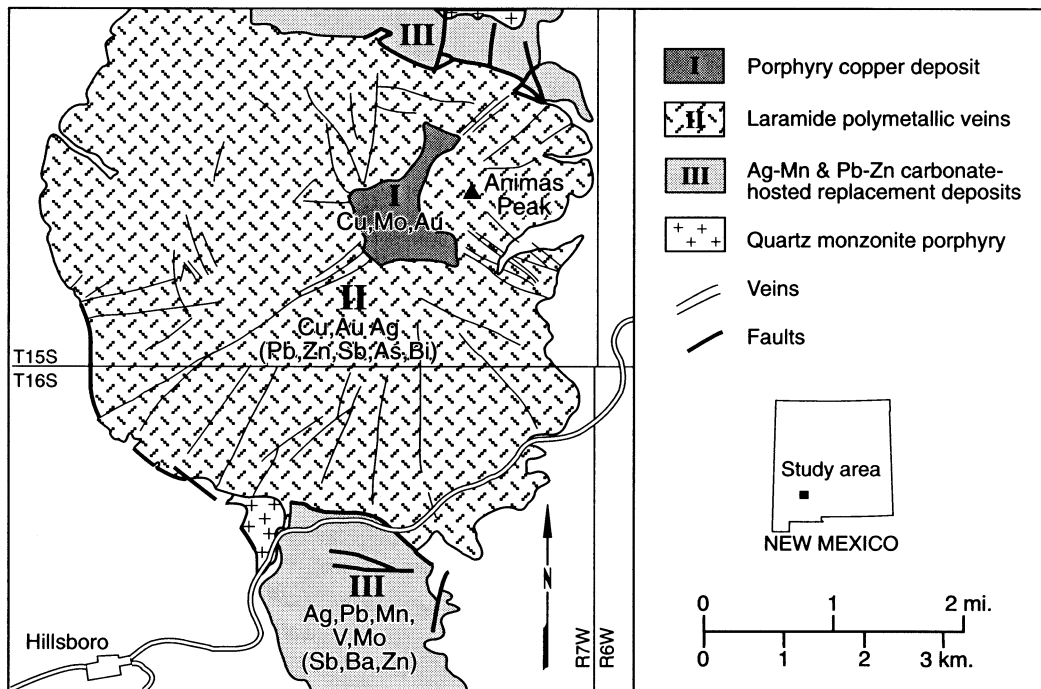 III
I
Cu,Mo,Au
Animas
Peak
II
Cu,Au Ag
(Pb,Zn,Sb,As,Bi)
T15S
T16S
III
Ag,Pb,Mn,
V,Mo
(Sb,Ba,Zn)
Hillsboro
N
R7W
R6W
I
Porphyry copper deposit
II
Laramide polymetallic veins
III
Ag-Mn & Pb-Zn carbonate-
hosted replacement deposits
Quartz monzonite porphyry
Veins
Faults
Study area
NEW MEXICO
0 1 2 mi.
0 1 2 3 km.